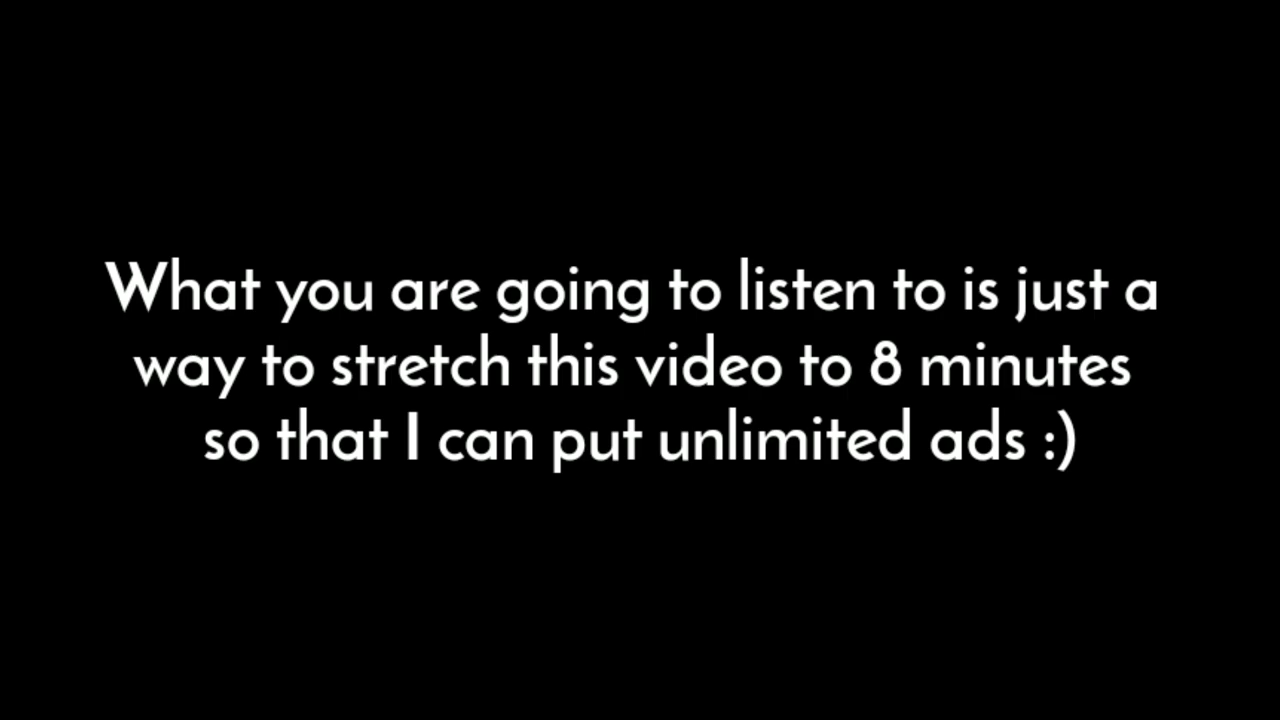 What you are going to listen to is just a
way to stretch this video to 8 minutes
so that I can put unlimited ads :)